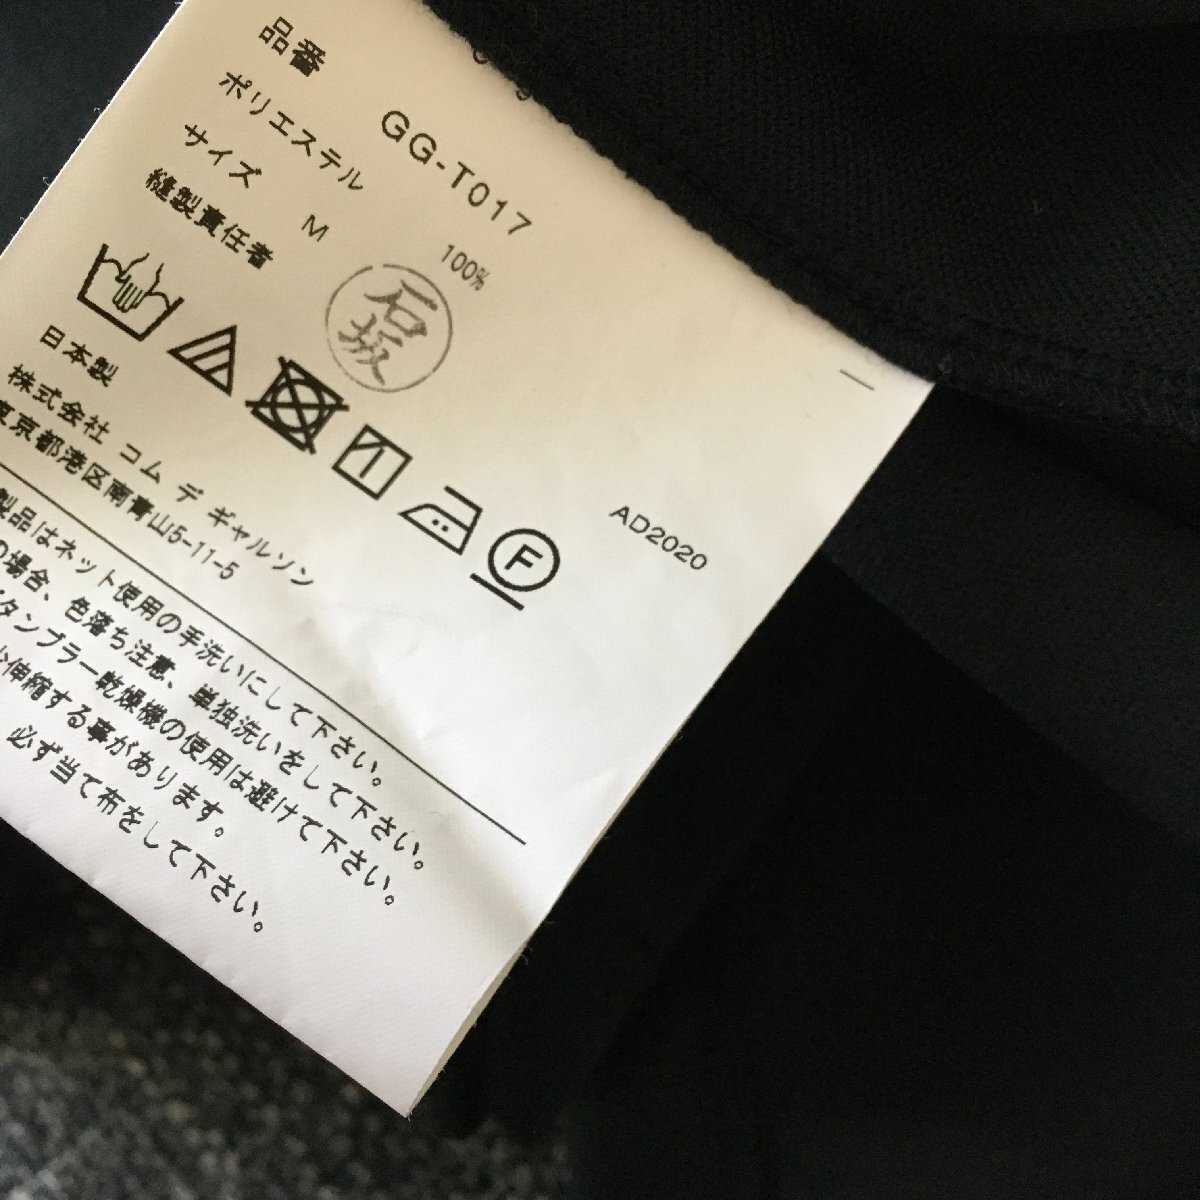 品番 GG-T017
ポリエステル 100%
サイズ M
縫製責任者 石坂
F
日本製
株式会社 コム デ ギャルソン
東京都港区南青山5-11-5
AD2020
製品はネット使用の手洗いにして下さい。
の場合、色落ち注意、単独洗いをして下さい。
タンブラー乾燥機の使用は避けて下さい。
伸縮する事があります。
必ず当て布をして下さい。